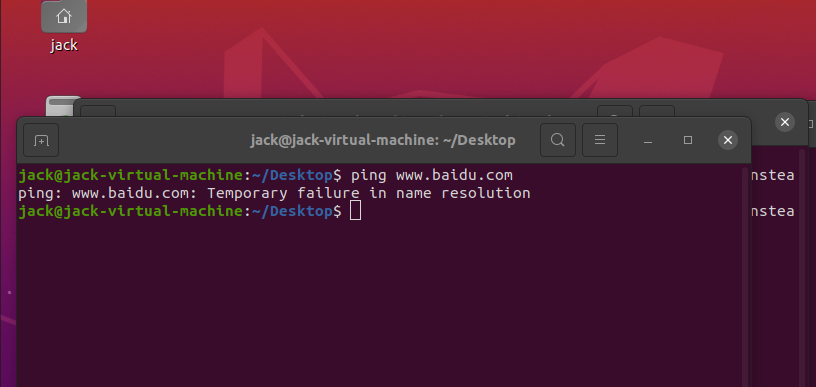 jack
jack@jack-virtual-machine: ~/Desktop
jack@jack-virtual-machine:~/Desktop$ ping www.baidu.com
nstea
ping: www.baidu.com: Temporary failure in name resolution
jack@jack-virtual-machine:~/Desktop$
nstea